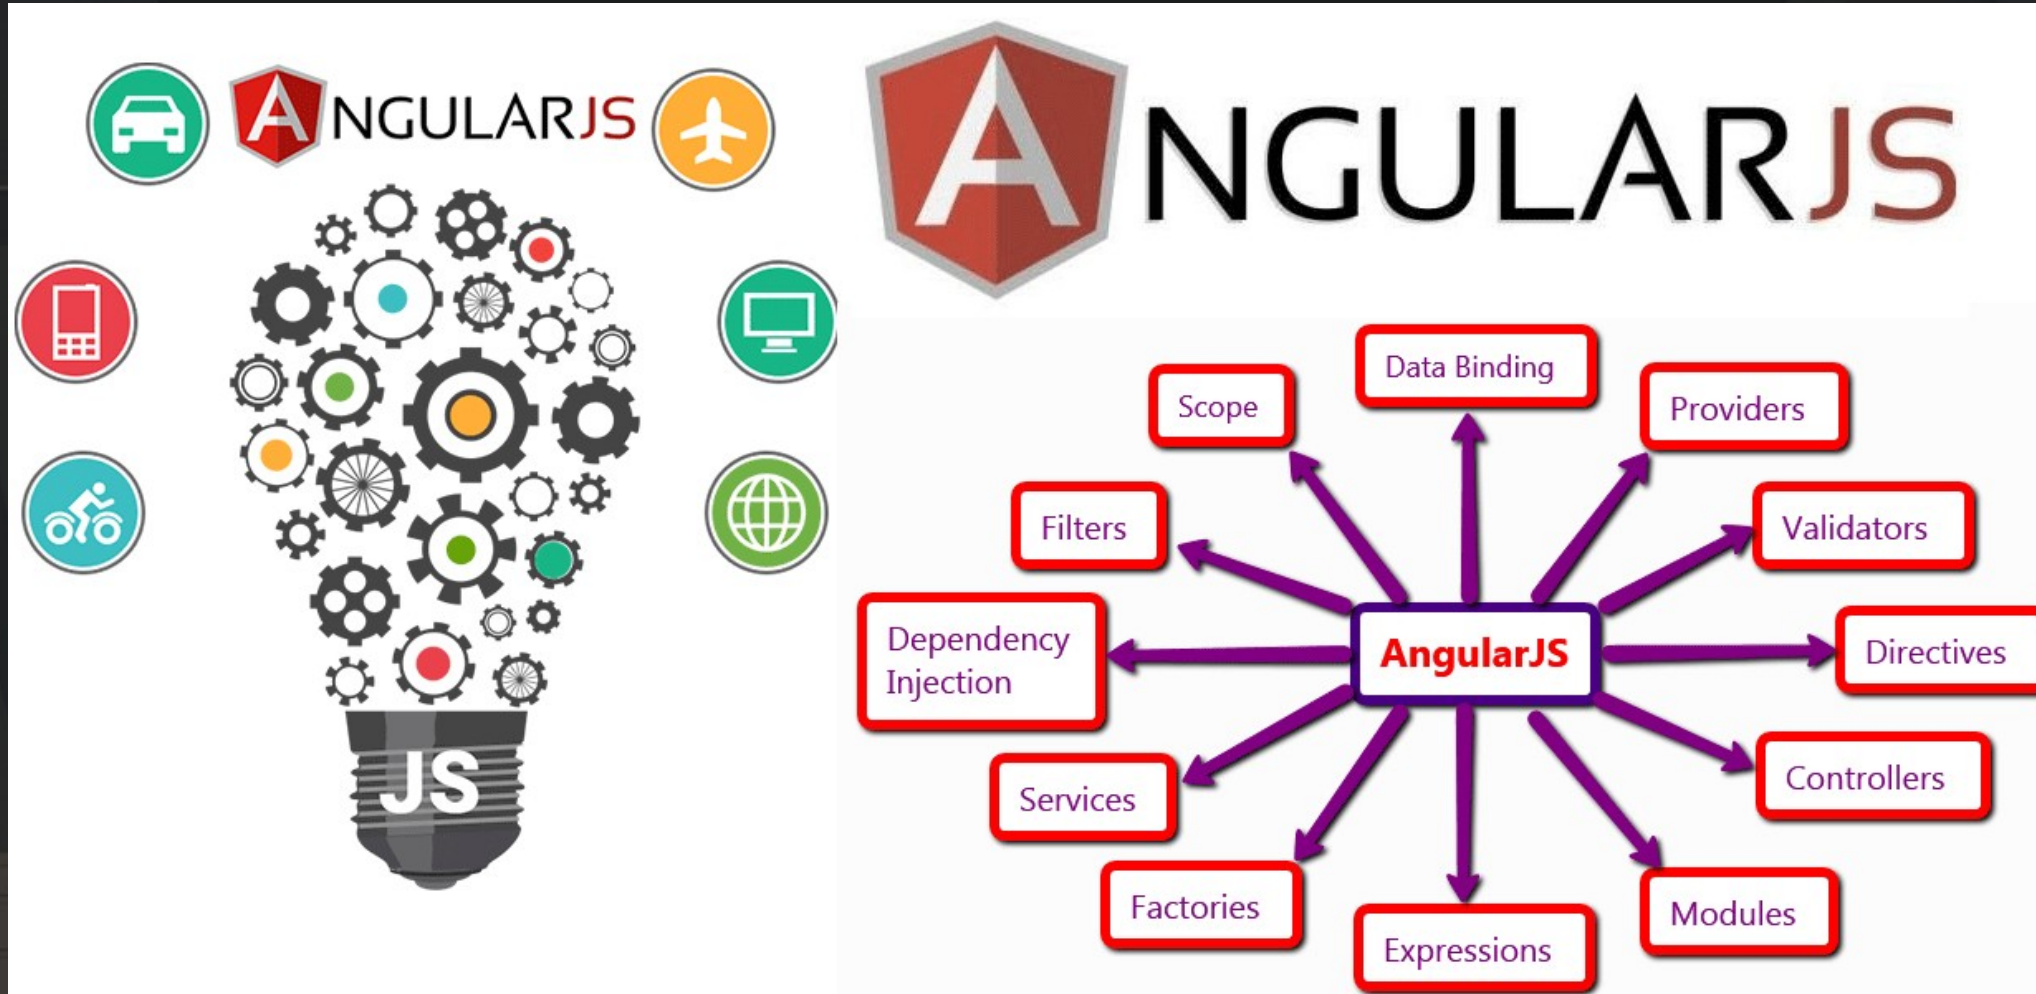 ANGULARJS
JS
ANGULARJS
Data Binding
Scope
Providers
Filters
Validators
Dependency
Injection
AngularJS
Directives
Services
Controllers
Factories
Modules
Expressions